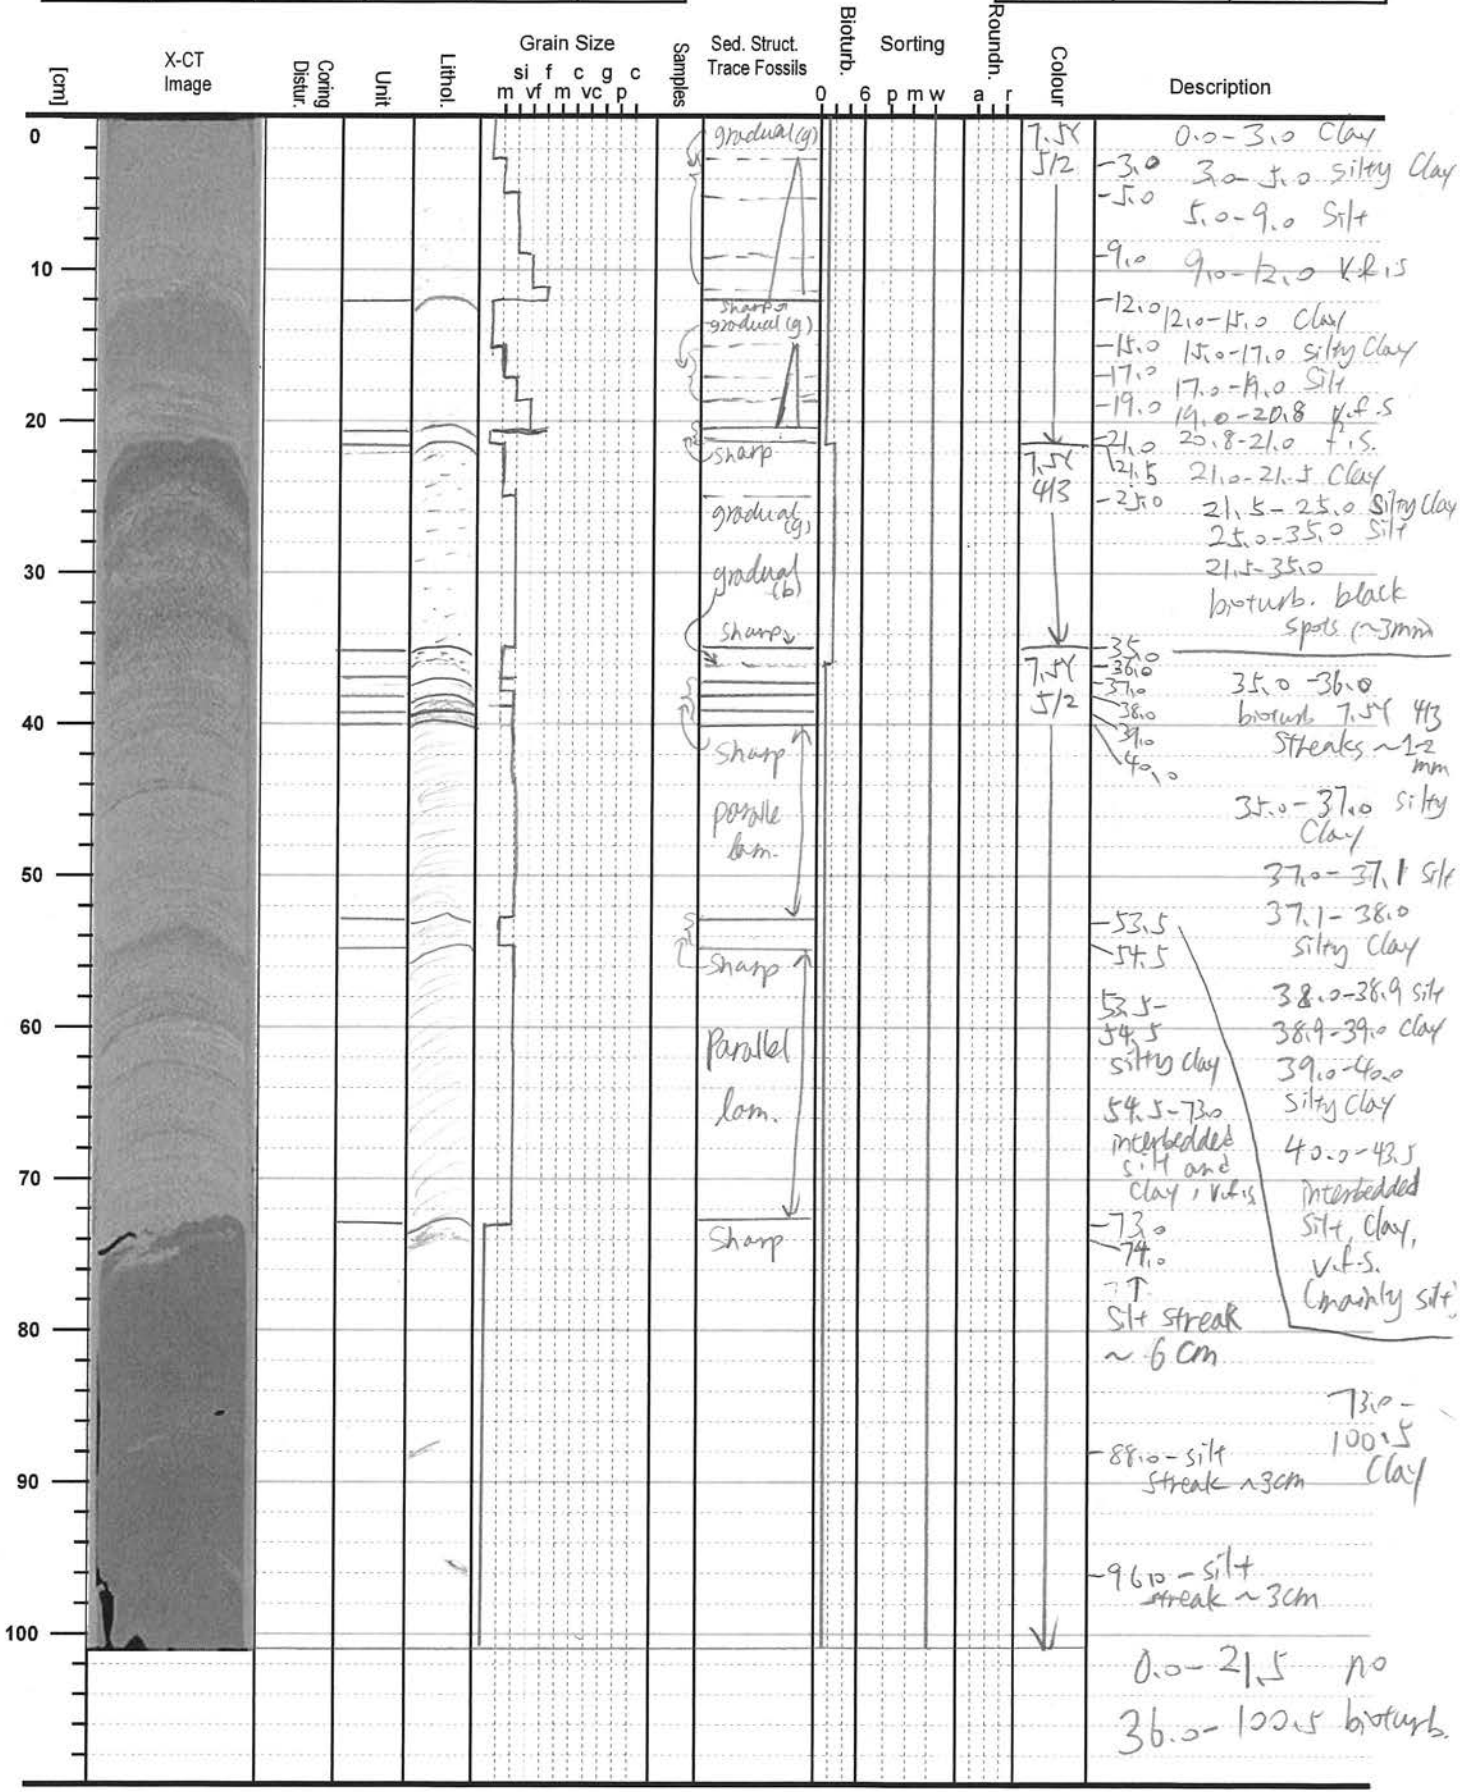 [cm]
X-CT
Image
Coring
Distur.
Unit
Lithol.
Grain Size
si f c g c
m vf m vc p
Samples
Sed. Struct.
Trace Fossils
Bioturb.
0 6
Sorting
p m w
Roundn.
a r
Colour
Description
0
10
20
30
40
50
60
70
80
90
100
gradual (g)
sharp
gradual (g)
sharp
gradual
(g)
gradual
(b)
sharp
sharp
paralle
lam.
sharp
Parallel
lam.
Sharp
7.5Y
5/2
7.5Y
4/3
7.5Y
5/2
0.0-3.0 Clay
-3.0 3.0-5.0 silty Clay
-5.0
5.0-9.0 Silt
-9.0 9.0-12.0 v.f.s
-12.0 12.0-15.0 Clay
-15.0 15.0-17.0 silty Clay
-17.0 17.0-19.0 Silt
-19.0 19.0-20.8 v.f.s
-21.0 20.8-21.0 f.s.
21.5 21.0-21.5 Clay
-25.0 21.5-25.0 Silty Clay
25.0-35.0 Silt
21.5-35.0
bioturb. black
spots (~3mm)
-35.0
-36.0
-37.0
-38.0
39.0
40.0
35.0-36.0
bioturb 7.5Y 4/3
Streaks ~1-2
mm
35.0-37.0 silty
Clay
37.0-37.1 silt
37.1-38.0
silty Clay
38.0-38.9 silt
38.9-39.0 clay
39.0-40.0
silty Clay
40.0-43.5
interbedded
silt, clay,
v.f.s.
(mainly silt)
-53.5
-54.5
53.5-
54.5
silty clay
54.5-73.0
interbedded
silt and
clay, v.f.s
-73.0
-74.0
↑
silt streak
~6cm
73.0-
100.5
Clay
-88.0-silt
streak ~3cm
-96.0-silt
streak ~3cm
0.0-21.5 no
36.0-100.5 bioturb.